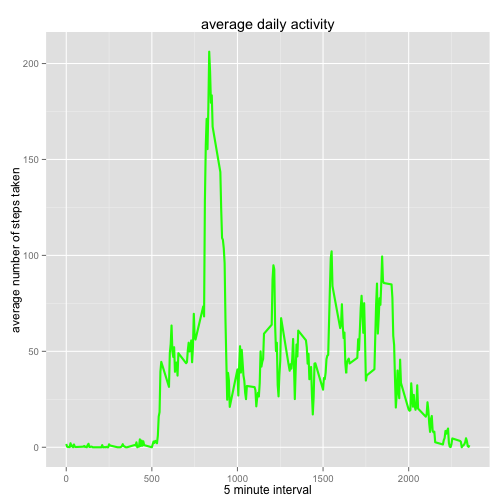 average daily activity
average number of steps taken
200
150
100
50
0
0 500 1000 1500 2000
5 minute interval